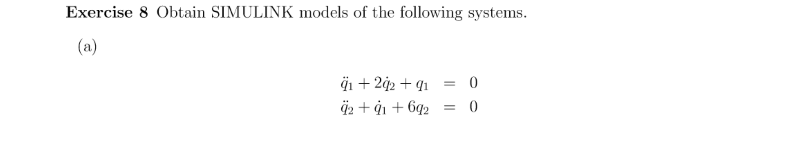 Exercise 8 Obtain SIMULINK models of the following systems.
(a)
q̈₁ + 2q̇₂ + q₁ = 0
q̈₂ + q̇₁ + 6q₂ = 0